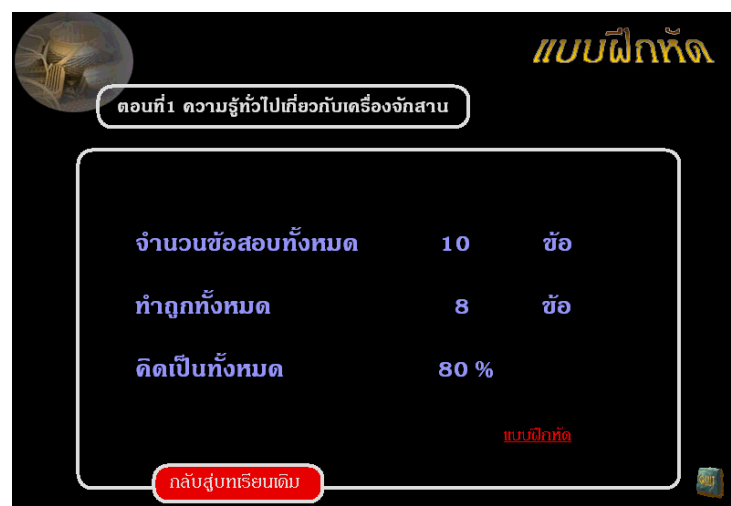 แบบฝึกหัด
ตอนที่1 ความรู้ทั่วไปเกี่ยวกับเครื่องจักสาน
จำนวนข้อสอบทั้งหมด 10 ข้อ
ทำถูกทั้งหมด 8 ข้อ
คิดเป็นทั้งหมด 80 %
แบบฝึกหัด
กลับสู่บทเรียนเดิม